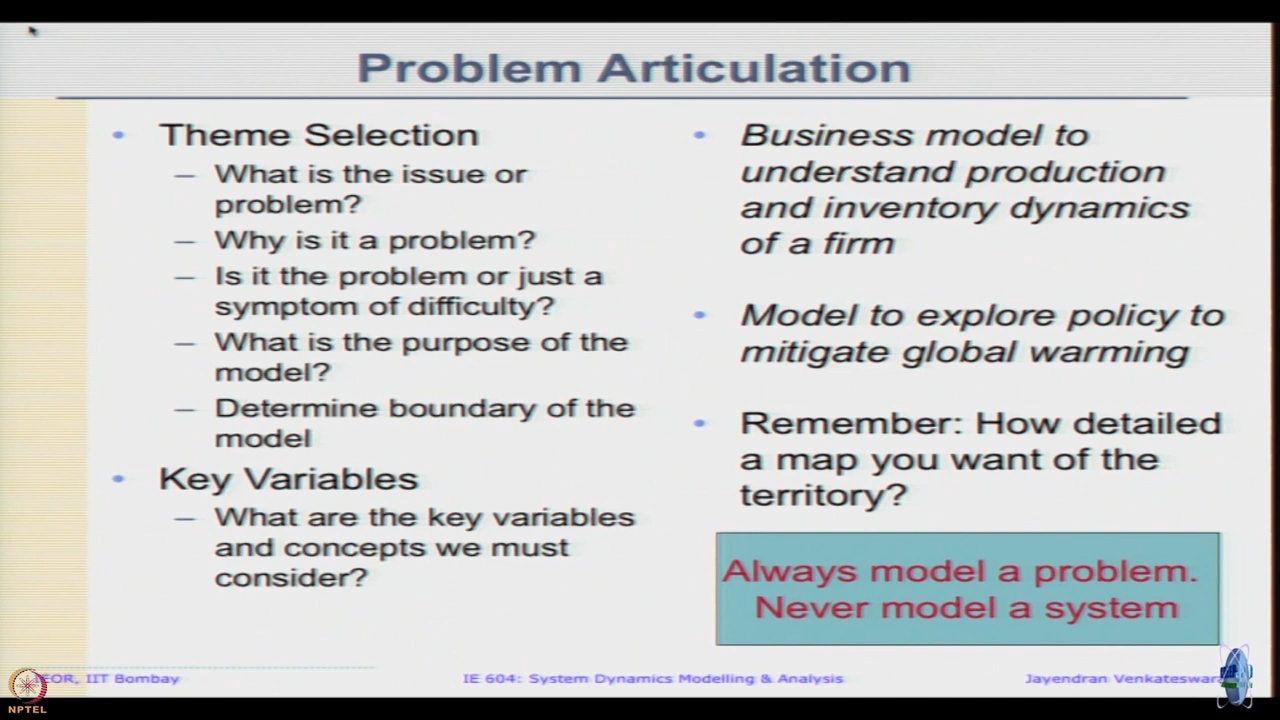 Problem Articulation
• Theme Selection
– What is the issue or
problem?
– Why is it a problem?
– Is it the problem or just a
symptom of difficulty?
– What is the purpose of the
model?
– Determine boundary of the
model
• Key Variables
– What are the key variables
and concepts we must
consider?
• Business model to
understand production
and inventory dynamics
of a firm
• Model to explore policy to
mitigate global warming
• Remember: How detailed
a map you want of the
territory?
Always model a problem.
Never model a system
IEOR, IIT Bombay
IE 604: System Dynamics Modelling & Analysis
Jayendran Venkateswara
NPTEL